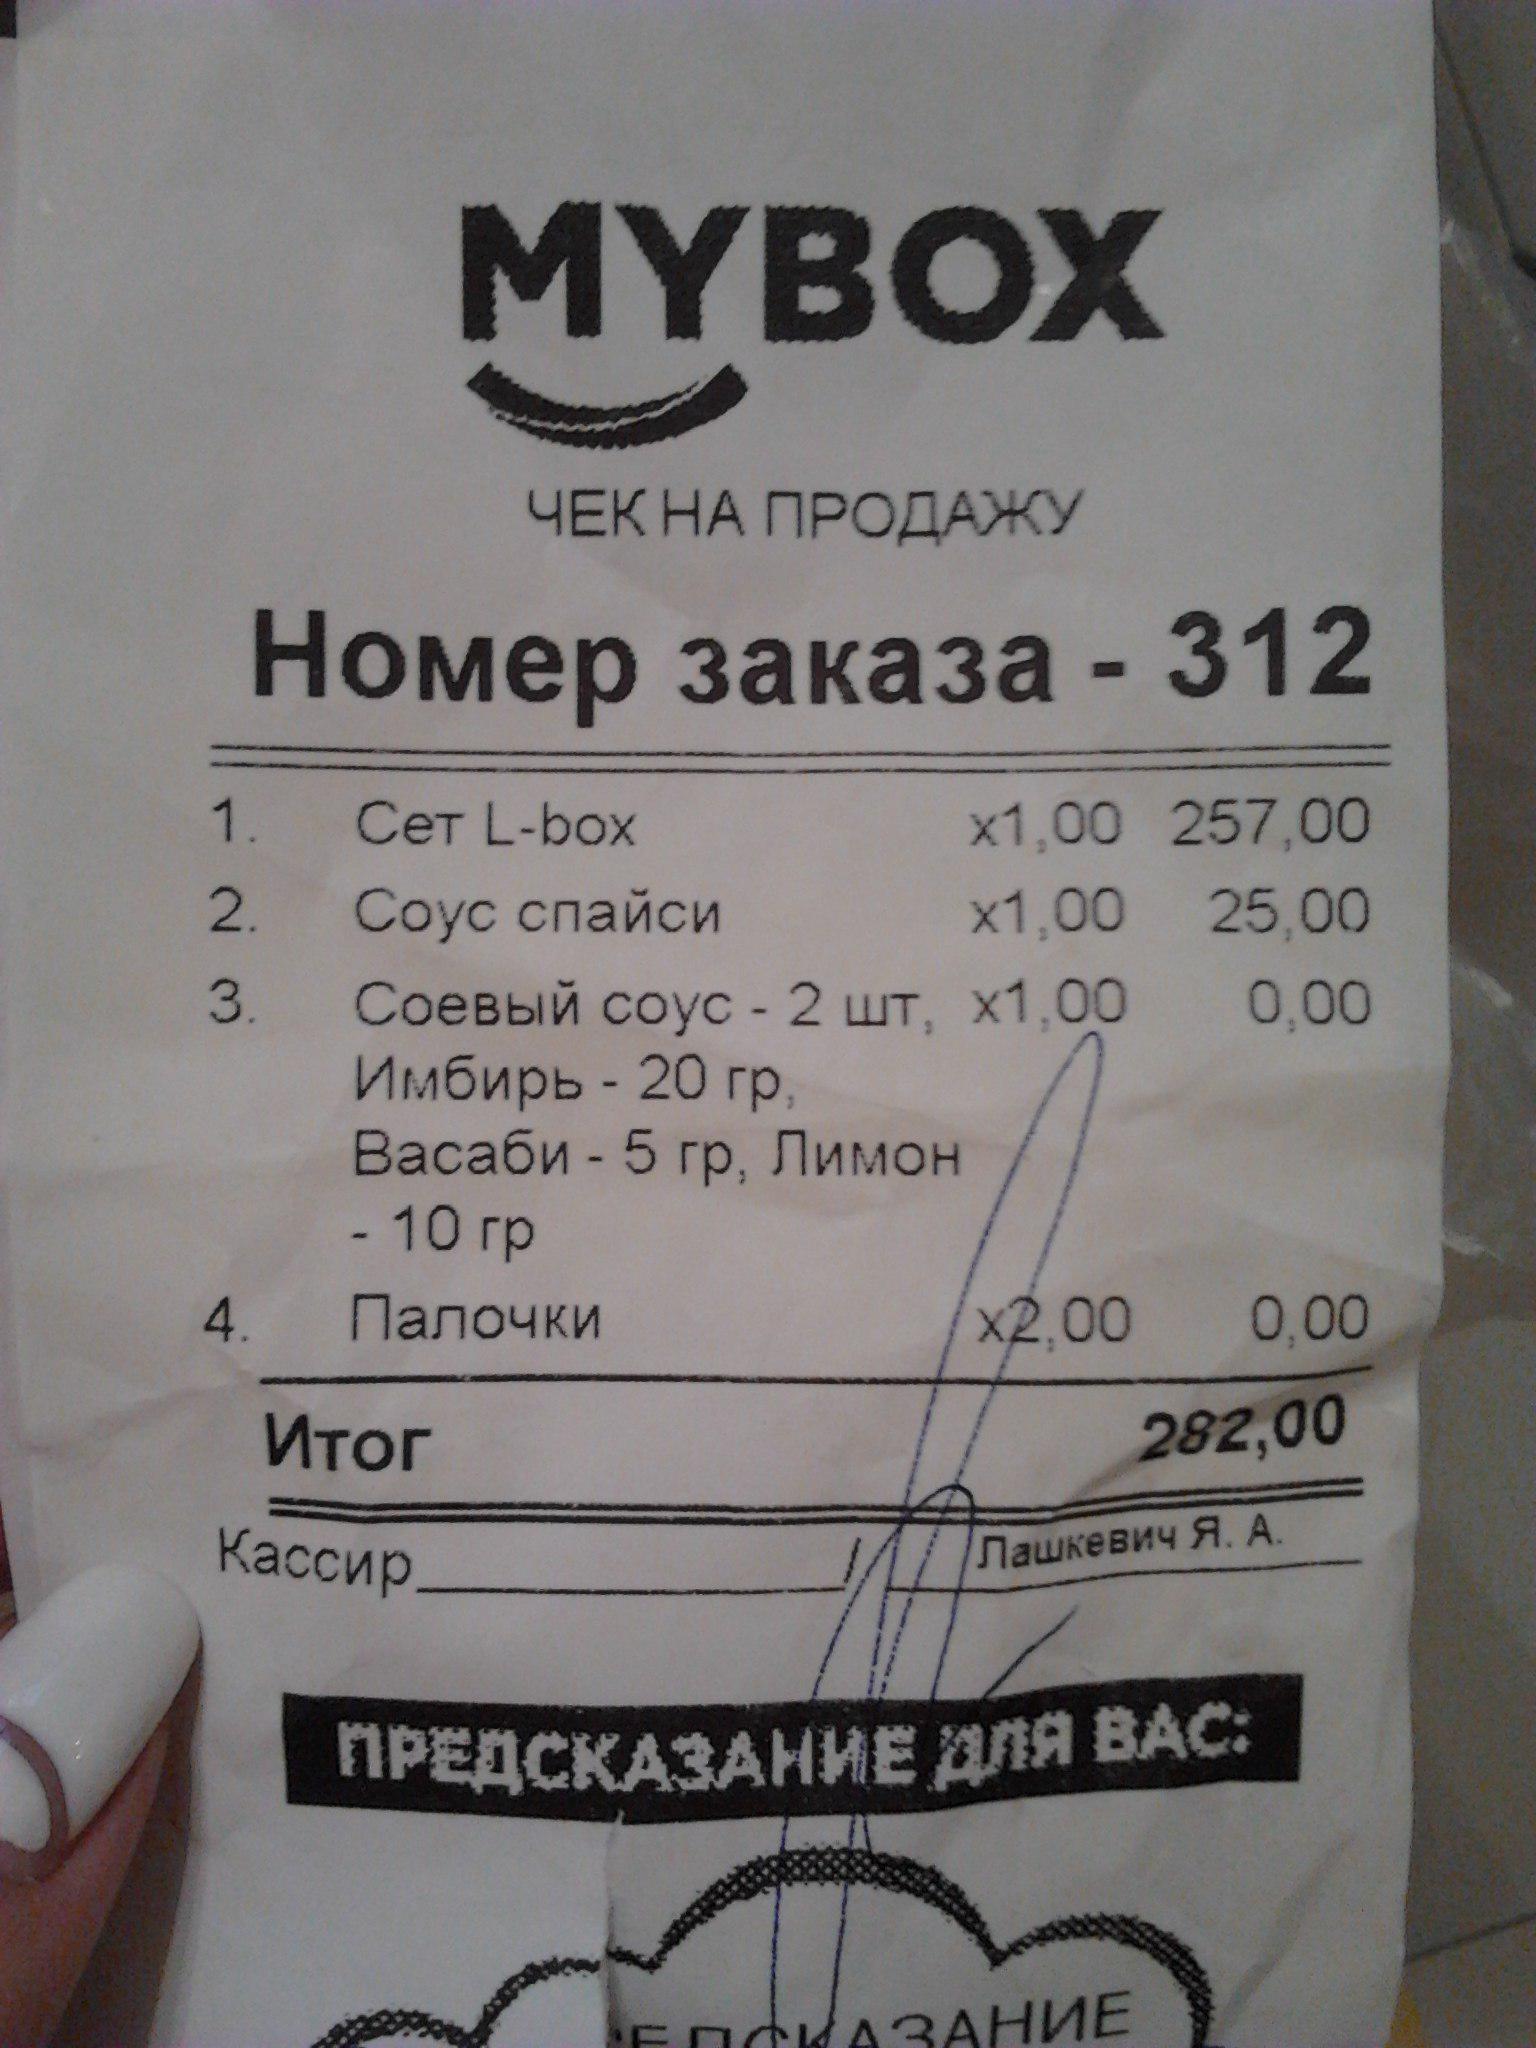 MYBOX
ЧЕК НА ПРОДАЖУ
Номер заказа - 312
1. Сет L-box x1,00 257,00
2. Соус спайси x1,00 25,00
3. Соевый соус - 2 шт, x1,00 0,00
Имбирь - 20 гр,
Васаби - 5 гр, Лимон
- 10 гр
4. Палочки x2,00 0,00
Итог 282,00
Кассир / Лашкевич Я. А.
ПРЕДСКАЗАНИЕ ДЛЯ ВАС: